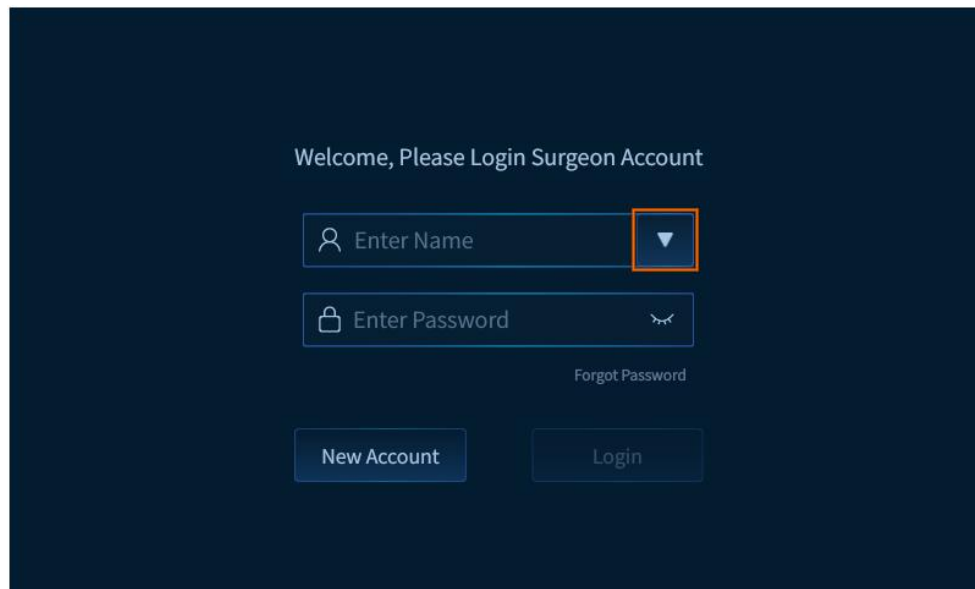 Welcome, Please Login Surgeon Account
Enter Name
Enter Password
Forgot Password
New Account
Login